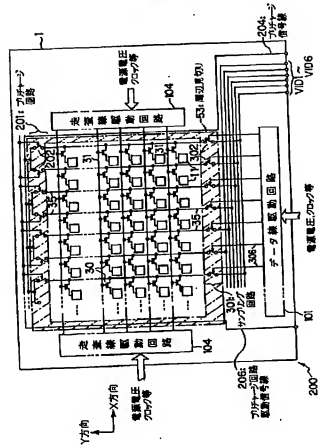 204:プリチャージ
信号線
VID1~
VID6
1
201:プリチャージ
回路
電源電圧
クロック等
53:周辺見切り
走査線駆動回路
104
202
31
31
302
11Y
35
35
30
データ線駆動回路
電源電圧,クロック等
306
301:
サンプリング
回路
101
走査線駆動回路
104
206:
プリチャージ回路
駆動信号線
電源電圧
クロック等
200
Y方向
X方向